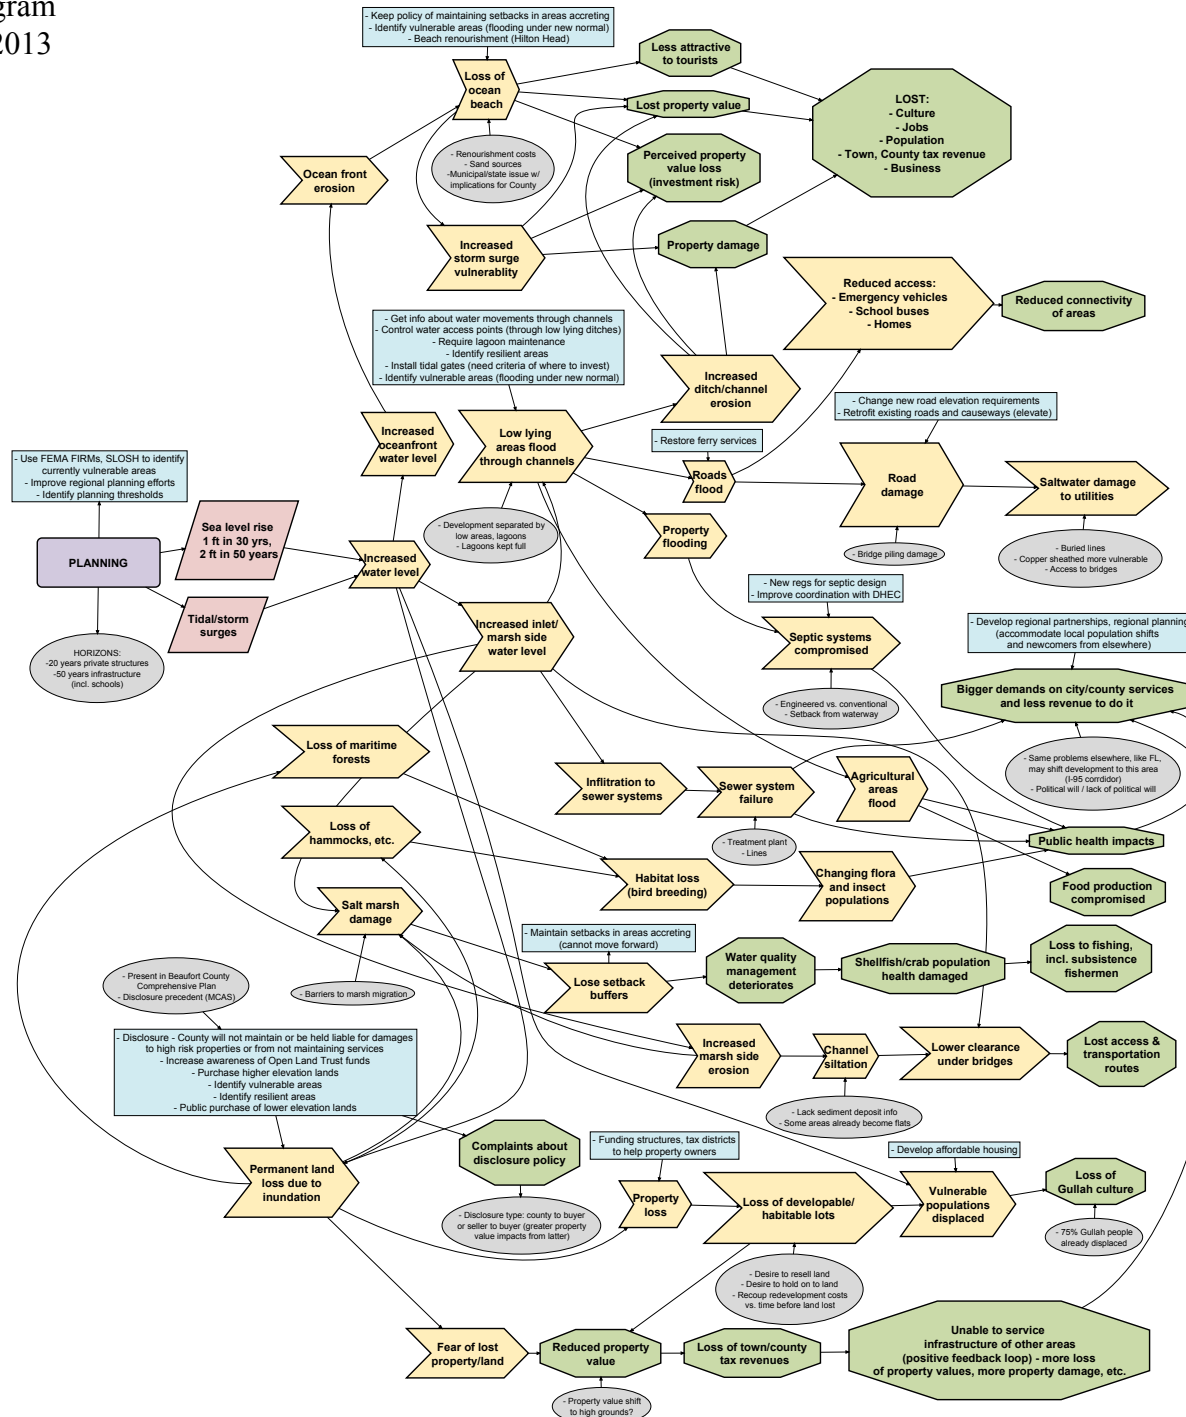 gram
2013
- Keep policy of maintaining setbacks in areas accreting
- Identify vulnerable areas (flooding under new normal)
- Beach renourishment (Hilton Head)
Less attractive
to tourists
Loss of
ocean
beach
Lost property value
LOST:
- Culture
- Jobs
- Population
- Town, County tax revenue
- Business
- Renourishment costs
- Sand sources
-Municipal/state issue w/
implications for County
Perceived property
value loss
(investment risk)
Ocean front
erosion
Increased
storm surge
vulnerablity
Property damage
Reduced access:
- Emergency vehicles
- School buses
- Homes
Reduced connectivity
of areas
- Get info about water movements through channels
- Control water access points (through low lying ditches)
- Require lagoon maintenance
- Identify resilient areas
- Install tidal gates (need criteria of where to invest)
- Identify vulnerable areas (flooding under new normal)
Increased
ditch/channel
erosion
- Change new road elevation requirements
- Retrofit existing roads and causeways (elevate)
Increased
oceanfront
water level
Low lying
areas flood
through channels
- Restore ferry services
- Use FEMA FIRMs, SLOSH to identify
currently vulnerable areas
- Improve regional planning efforts
- Identify planning thresholds
Roads
flood
Road
damage
Saltwater damage
to utilities
Sea level rise
1 ft in 30 yrs,
2 ft in 50 years
- Development separated by
low areas, lagoons
- Lagoons kept full
Property
flooding
- Bridge piling damage
- Buried lines
- Copper sheathed more vulnerable
- Access to bridges
PLANNING
Increased
water level
- New regs for septic design
- Improve coordination with DHEC
Tidal/storm
surges
Increased inlet/
marsh side
water level
Septic systems
compromised
- Develop regional partnerships, regional planning
(accommodate local population shifts
and newcomers from elsewhere)
HORIZONS:
-20 years private structures
-50 years infrastructure
(incl. schools)
Bigger demands on city/county services
and less revenue to do it
- Engineered vs. conventional
- Setback from waterway
Loss of maritime
forests
- Same problems elsewhere, like FL,
may shift development to this area
(I-95 corrdidor)
- Political will / lack of political will
Inflitration to
sewer systems
Sewer system
failure
Agricultural
areas
flood
Loss of
hammocks, etc.
- Treatment plant
- Lines
Public health impacts
Habitat loss
(bird breeding)
Changing flora
and insect
populations
Food production
compromised
Salt marsh
damage
- Maintain setbacks in areas accreting
(cannot move forward)
Water quality
management
deteriorates
Shellfish/crab population
health damaged
Loss to fishing,
incl. subsistence
fishermen
- Present in Beaufort County
Comprehensive Plan
- Disclosure precedent (MCAS)
- Barriers to marsh migration
Lose setback
buffers
- Disclosure - County will not maintain or be held liable for damages
to high risk properties or from not maintaining services
- Increase awareness of Open Land Trust funds
- Purchase higher elevation lands
- Identify vulnerable areas
- Identify resilient areas
- Public purchase of lower elevation lands
Increased
marsh side
erosion
Channel
siltation
Lower clearance
under bridges
Lost access &
transportation
routes
- Lack sediment deposit info
- Some areas already become flats
Complaints about
disclosure policy
- Funding structures, tax districts
to help property owners
- Develop affordable housing
Permanent land
loss due to
inundation
Property
loss
Loss of developable/
habitable lots
Vulnerable
populations
displaced
Loss of
Gullah culture
- Disclosure type: county to buyer
or seller to buyer (greater property
value impacts from latter)
- 75% Gullah people
already displaced
- Desire to resell land
- Desire to hold on to land
- Recoup redevelopment costs
vs. time before land lost
Fear of lost
property/land
Reduced property
value
Loss of town/county
tax revenues
Unable to service
infrastructure of other areas
(positive feedback loop) - more loss
of property values, more property damage, etc.
- Property value shift
to high grounds?